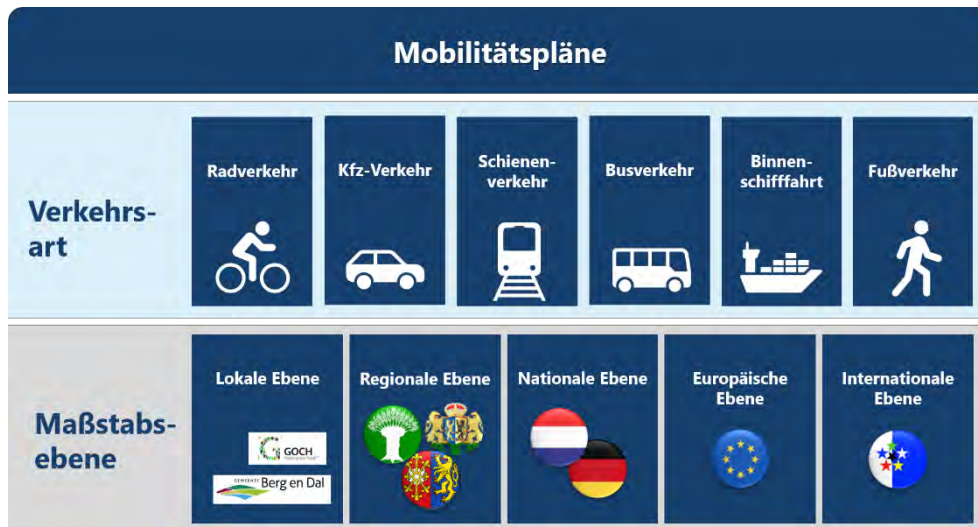 Mobilitätspläne
Verkehrs-
art
Radverkehr
Kfz-Verkehr
Schienen-
verkehr
Busverkehr
Binnen-
schifffahrt
Fußverkehr
Maßstabs-
ebene
Lokale Ebene
GOCH
GEMEENTE Berg en Dal
Regionale Ebene
Nationale Ebene
Europäische
Ebene
Internationale
Ebene